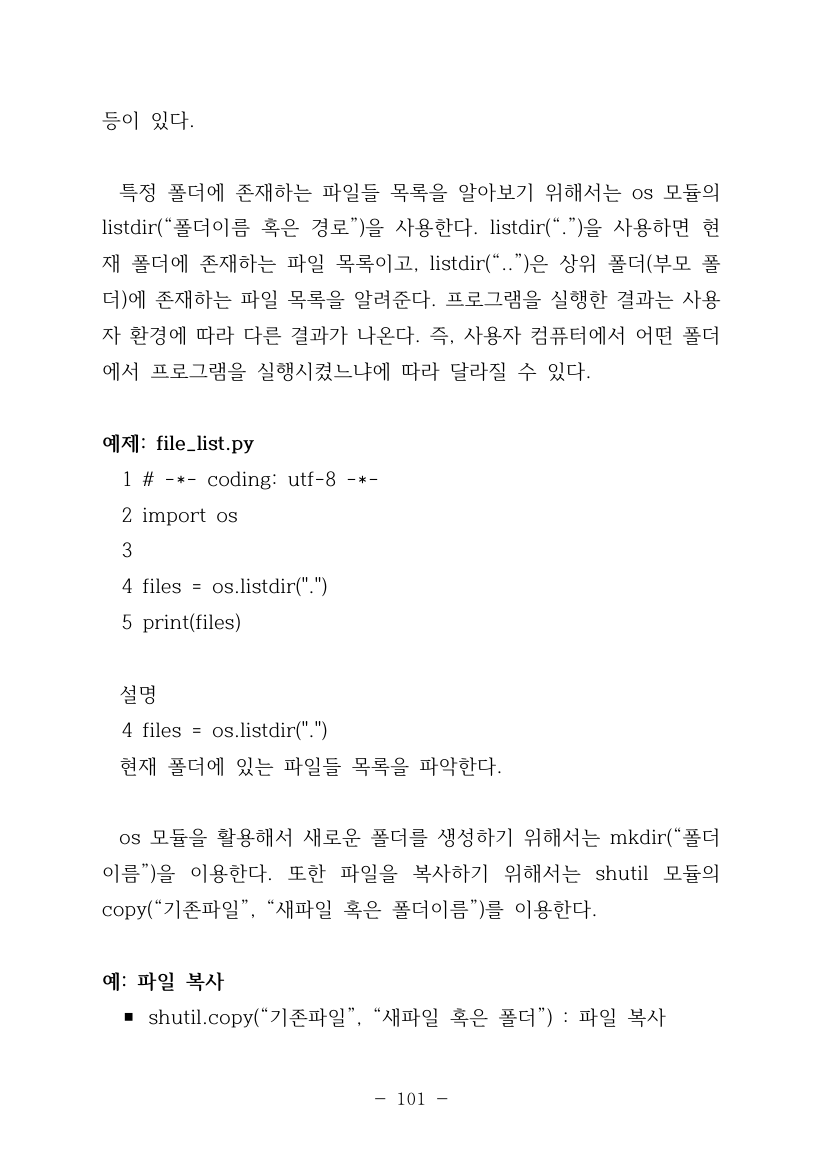 등이 있다.
특정 폴더에 존재하는 파일들 목록을 알아보기 위해서는 os 모듈의
listdir(“폴더이름 혹은 경로”)을 사용한다. listdir(“.”)을 사용하면 현
재 폴더에 존재하는 파일 목록이고, listdir(“..”)은 상위 폴더(부모 폴
더)에 존재하는 파일 목록을 알려준다. 프로그램을 실행한 결과는 사용
자 환경에 따라 다른 결과가 나온다. 즉, 사용자 컴퓨터에서 어떤 폴더
에서 프로그램을 실행시켰느냐에 따라 달라질 수 있다.
예제: file_list.py
1 # -*- coding: utf-8 -*-
2 import os
3
4 files = os.listdir(".")
5 print(files)
설명
4 files = os.listdir(".")
현재 폴더에 있는 파일들 목록을 파악한다.
os 모듈을 활용해서 새로운 폴더를 생성하기 위해서는 mkdir(“폴더
이름”)을 이용한다. 또한 파일을 복사하기 위해서는 shutil 모듈의
copy(“기존파일”, “새파일 혹은 폴더이름”)를 이용한다.
예: 파일 복사
▪ shutil.copy(“기존파일”, “새파일 혹은 폴더”) : 파일 복사
- 101 -